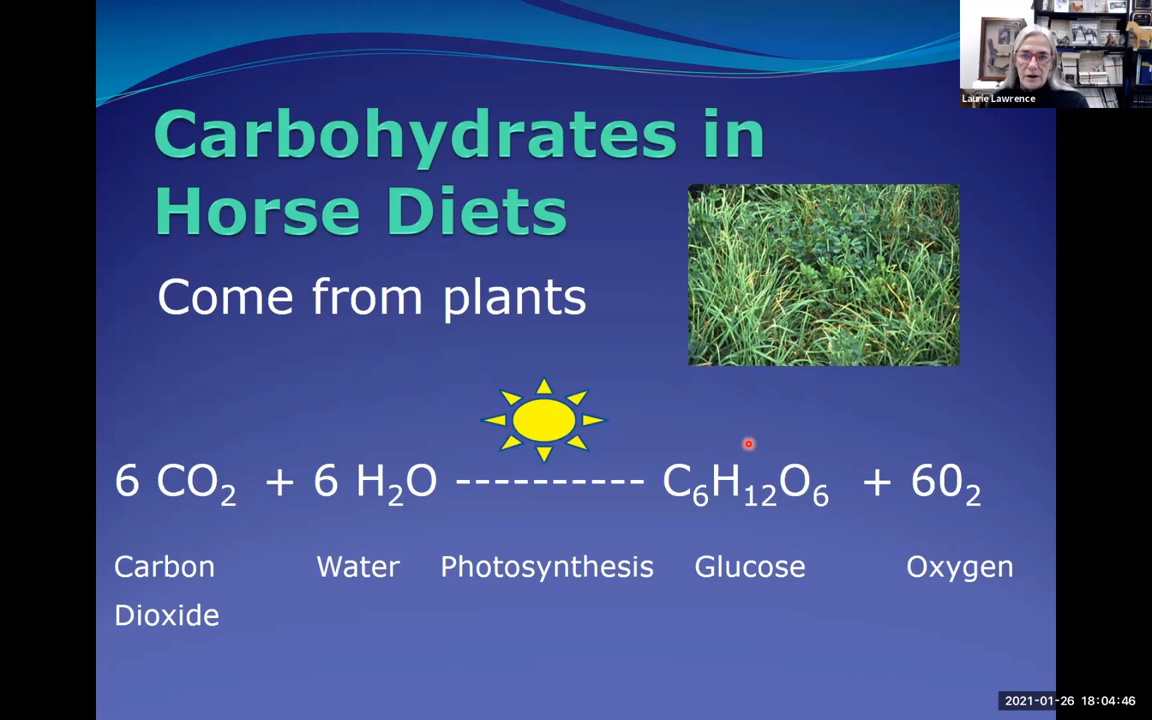 Carbohydrates in
Horse Diets
Come from plants
6 CO₂ + 6 H₂O ---------- C₆H₁₂O₆ + 60₂
Carbon Water Photosynthesis Glucose Oxygen
Dioxide
Laurie Lawrence
2021-01-26 18:04:46